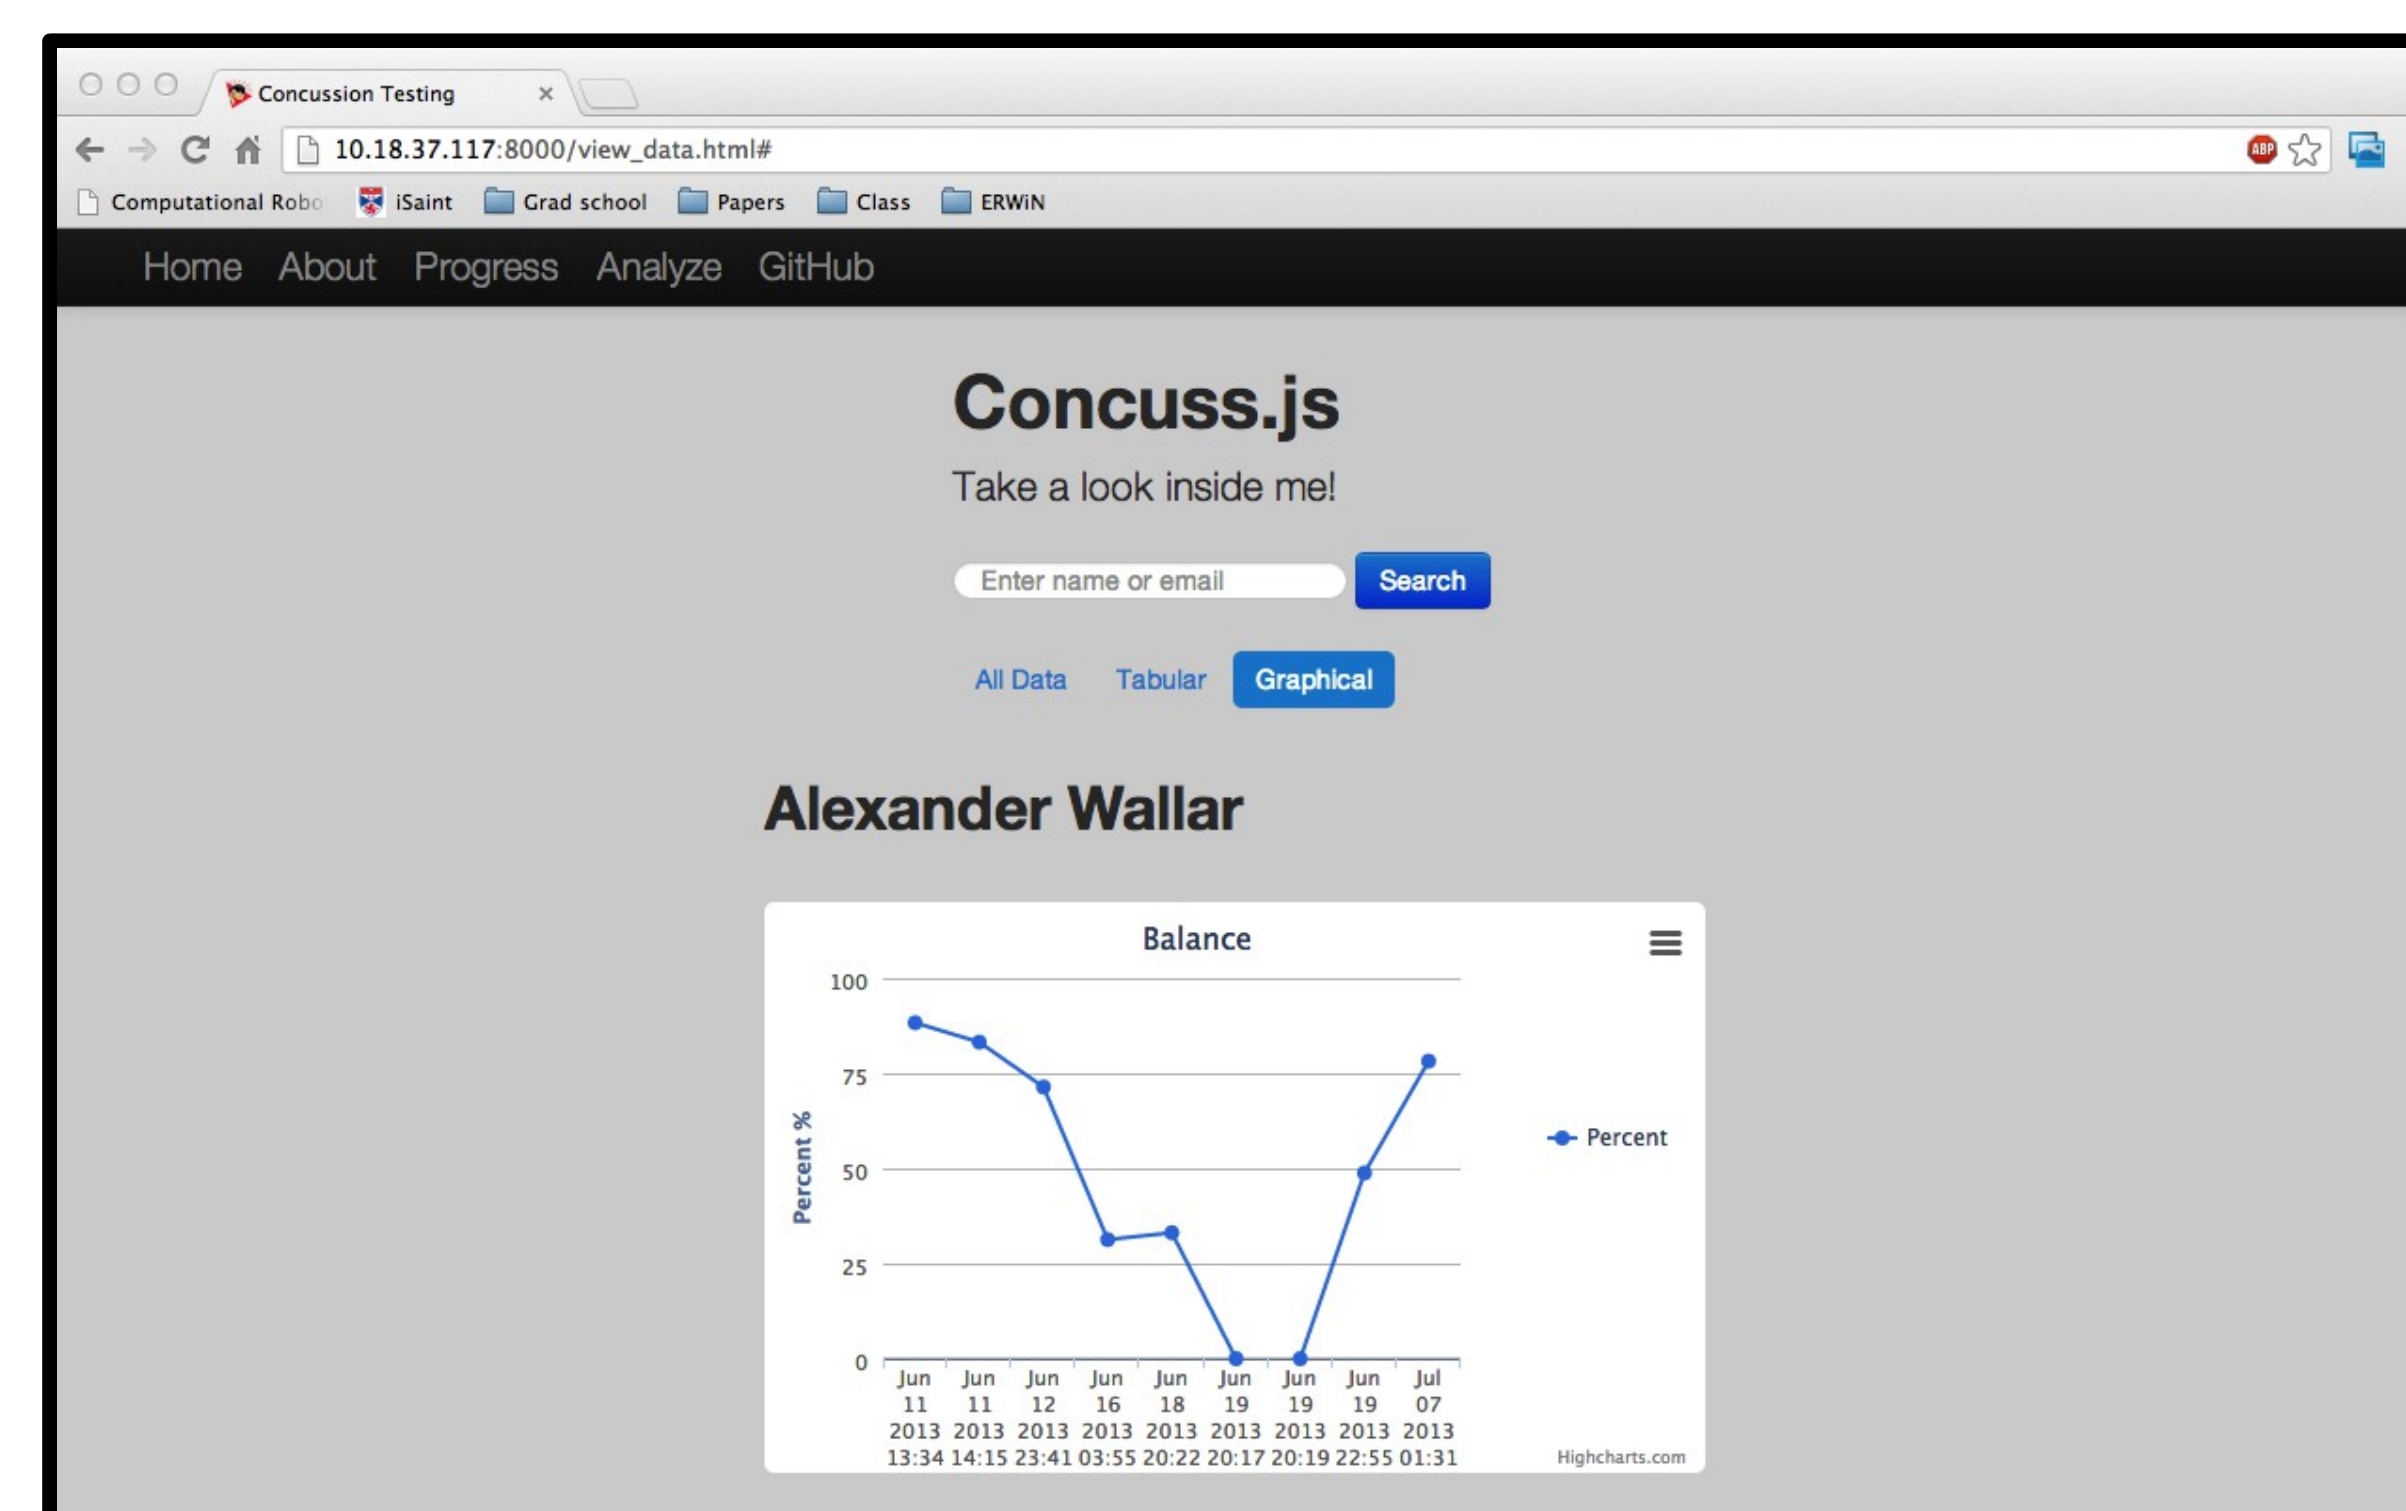 Concussion Testing
10.18.37.117:8000/view_data.html#
ABP
Computational Robo iSaint Grad school Papers Class ERWiN
Home About Progress Analyze GitHub
Concuss.js
Take a look inside me!
Enter name or email Search
All Data Tabular Graphical
Alexander Wallar
Balance
100
75
50
25
0
Percent %
Percent
Jun Jun Jun Jun Jun Jun Jun Jun Jul
11 11 12 16 18 19 19 19 07
2013 2013 2013 2013 2013 2013 2013 2013 2013
13:34 14:15 23:41 03:55 20:22 20:17 20:19 22:55 01:31
Highcharts.com